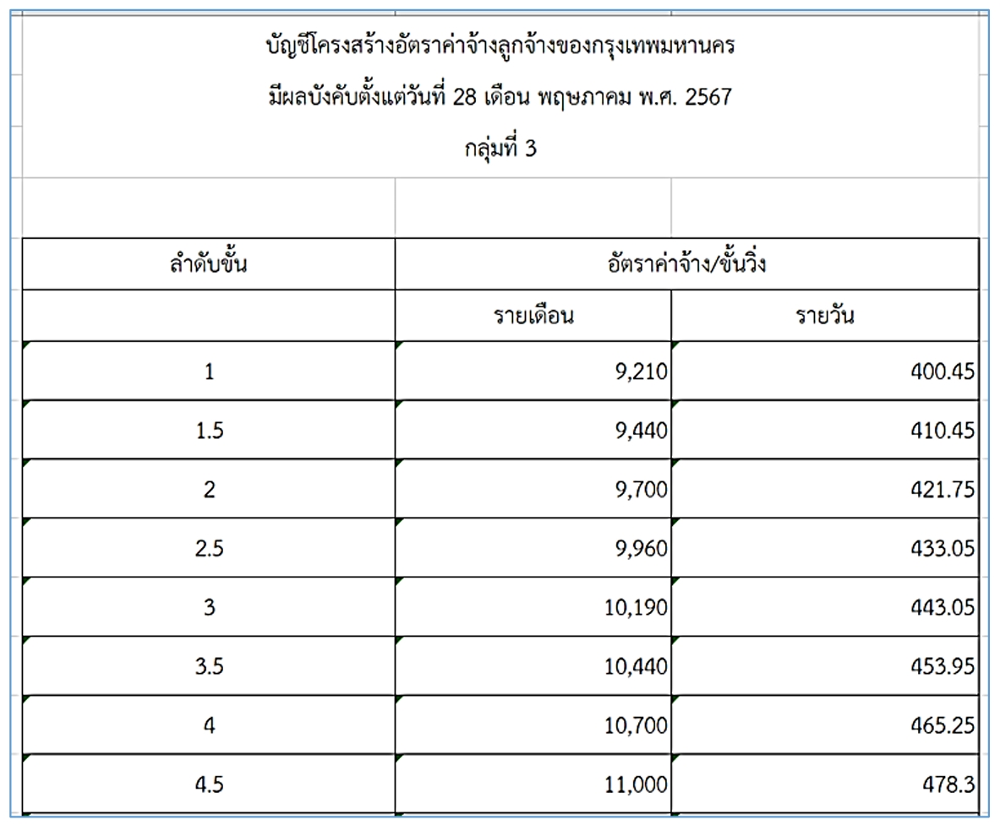 บัญชีโครงสร้างอัตราค่าจ้างลูกจ้างของกรุงเทพมหานคร
มีผลบังคับตั้งแต่วันที่ 28 เดือน พฤษภาคม พ.ศ. 2567
กลุ่มที่ 3
ลำดับขั้น อัตราค่าจ้าง/ขั้นวิ่ง
รายเดือน รายวัน
1 9,210 400.45
1.5 9,440 410.45
2 9,700 421.75
2.5 9,960 433.05
3 10,190 443.05
3.5 10,440 453.95
4 10,700 465.25
4.5 11,000 478.3